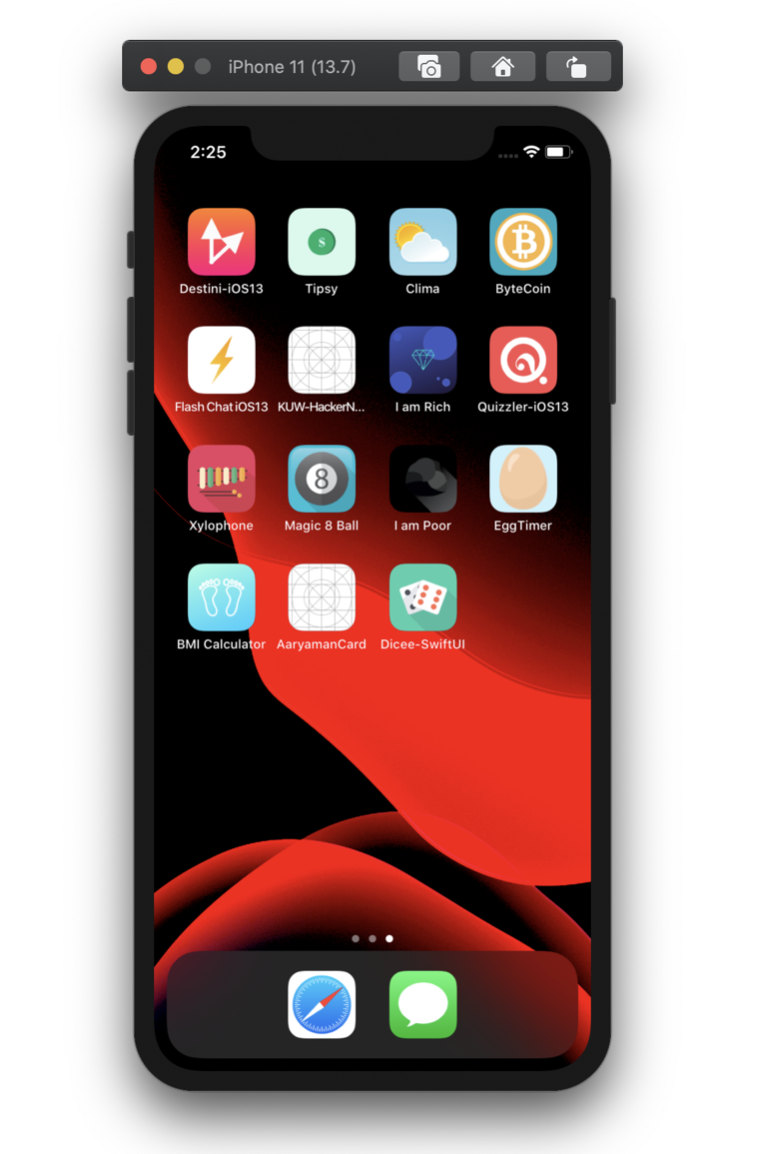 iPhone 11 (13.7)
2:25
Destini-iOS13 Tipsy Clima ByteCoin
Flash Chat iOS13 KUW-HackerN... I am Rich Quizzler-iOS13
8
Xylophone Magic 8 Ball I am Poor EggTimer
BMI Calculator AaryamanCard Dicee-SwiftUI